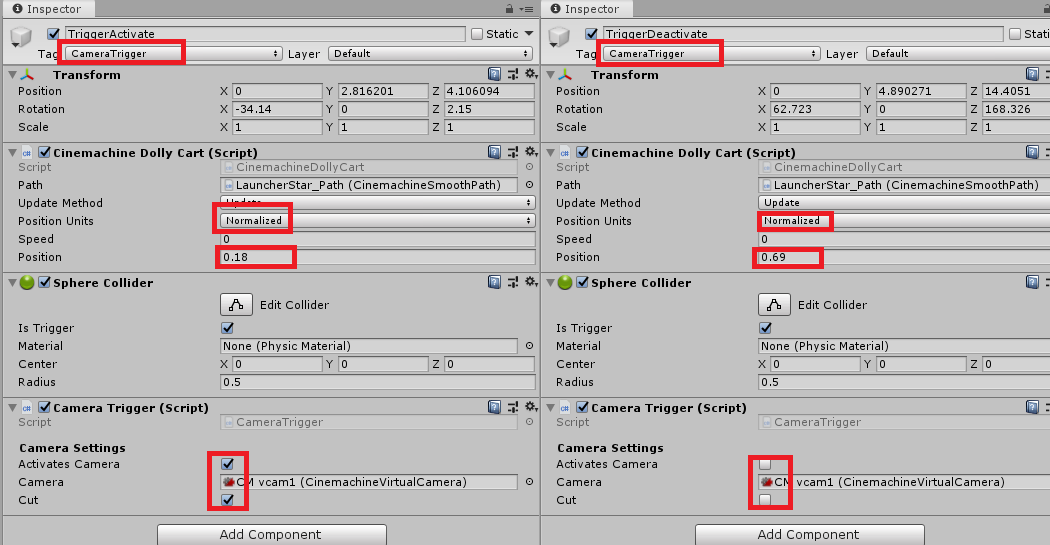 Inspector
TriggerActivate Static
Tag CameraTrigger Layer Default
Transform
Position X 0 Y 2.816201 Z 4.106094
Rotation X -34.14 Y 0 Z 2.15
Scale X 1 Y 1 Z 1
Cinemachine Dolly Cart (Script)
Script CinemachineDollyCart
Path LauncherStar_Path (CinemachineSmoothPath)
Update Method Update
Position Units Normalized
Speed 0
Position 0.18
Sphere Collider
Edit Collider
Is Trigger
Material None (Physic Material)
Center X 0 Y 0 Z 0
Radius 0.5
Camera Trigger (Script)
Script CameraTrigger
Camera Settings
Activates Camera
Camera CM vcam1 (CinemachineVirtualCamera)
Cut
Add Component
Inspector
TriggerDeactivate Stati
Tag CameraTrigger Layer Default
Transform
Position X 0 Y 4.890271 Z 14.4051
Rotation X 62.723 Y 0 Z 168.326
Scale X 1 Y 1 Z 1
Cinemachine Dolly Cart (Script)
Script CinemachineDollyCart
Path LauncherStar_Path (CinemachineSmoothPath)
Update Method Update
Position Units Normalized
Speed 0
Position 0.69
Sphere Collider
Edit Collider
Is Trigger
Material None (Physic Material)
Center X 0 Y 0 Z 0
Radius 0.5
Camera Trigger (Script)
Script CameraTrigger
Camera Settings
Activates Camera
Camera CM vcam1 (CinemachineVirtualCamera)
Cut
Add Component